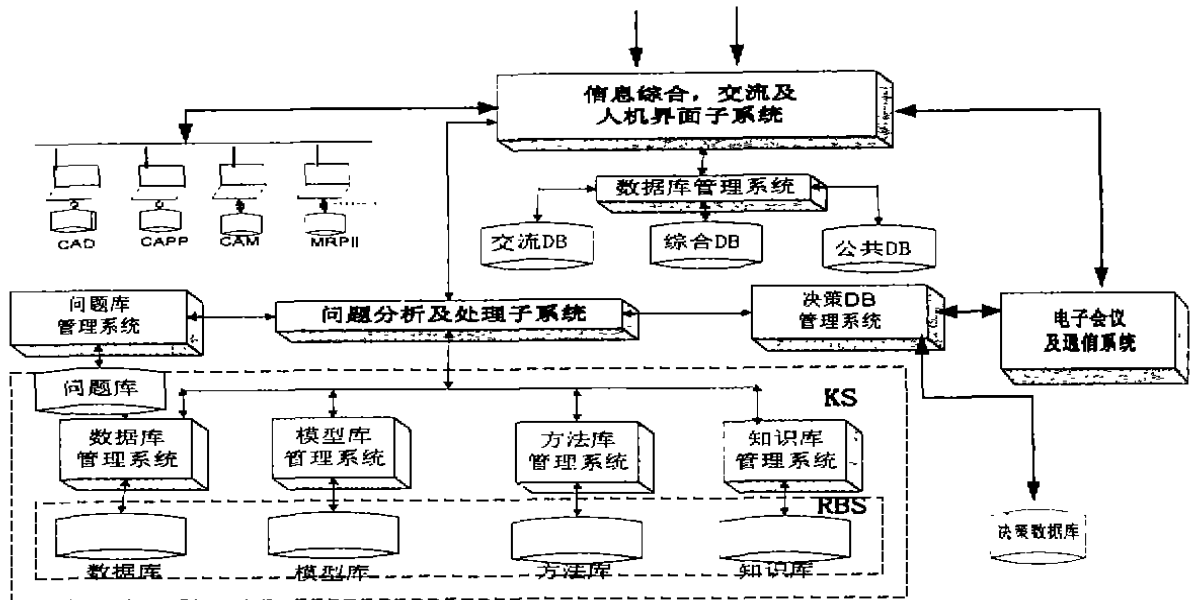 信息综合，交流及
人机界面子系统
数据库管理系统
CAD
CAPP
CAM
MRPII
交流DB
综合DB
公共DB
问题库
管理系统
问题分析及处理子系统
决策DB
管理系统
电子会议
及通信系统
问题库
KS
数据库
管理系统
模型库
管理系统
方法库
管理系统
知识库
管理系统
RBS
决策数据库
数据库
模型库
方法库
知识库